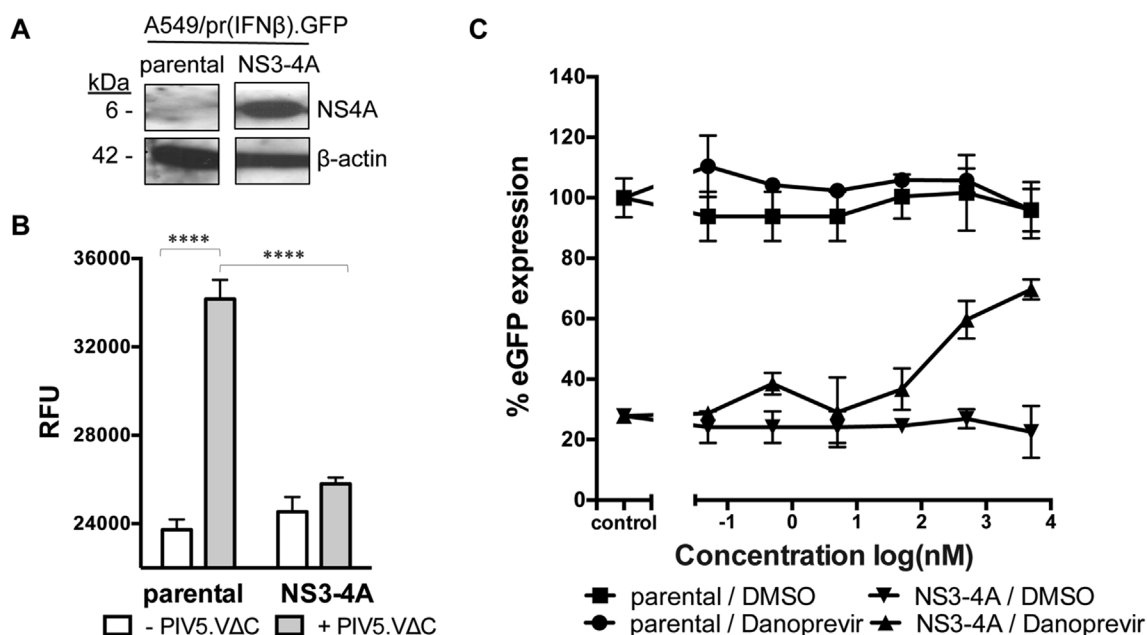 A
A549/pr(IFNβ).GFP
parental NS3-4A
kDa
6 - NS4A
42 - β-actin
B
**** ****
36000
32000
28000
24000
RFU
parental NS3-4A
- PIV5.VΔC + PIV5.VΔC
C
140
120
100
80
60
40
20
0
% eGFP expression
control -1 0 1 2 3 4
Concentration log(nM)
parental / DMSO NS3-4A / DMSO
parental / Danoprevir NS3-4A / Danoprevir